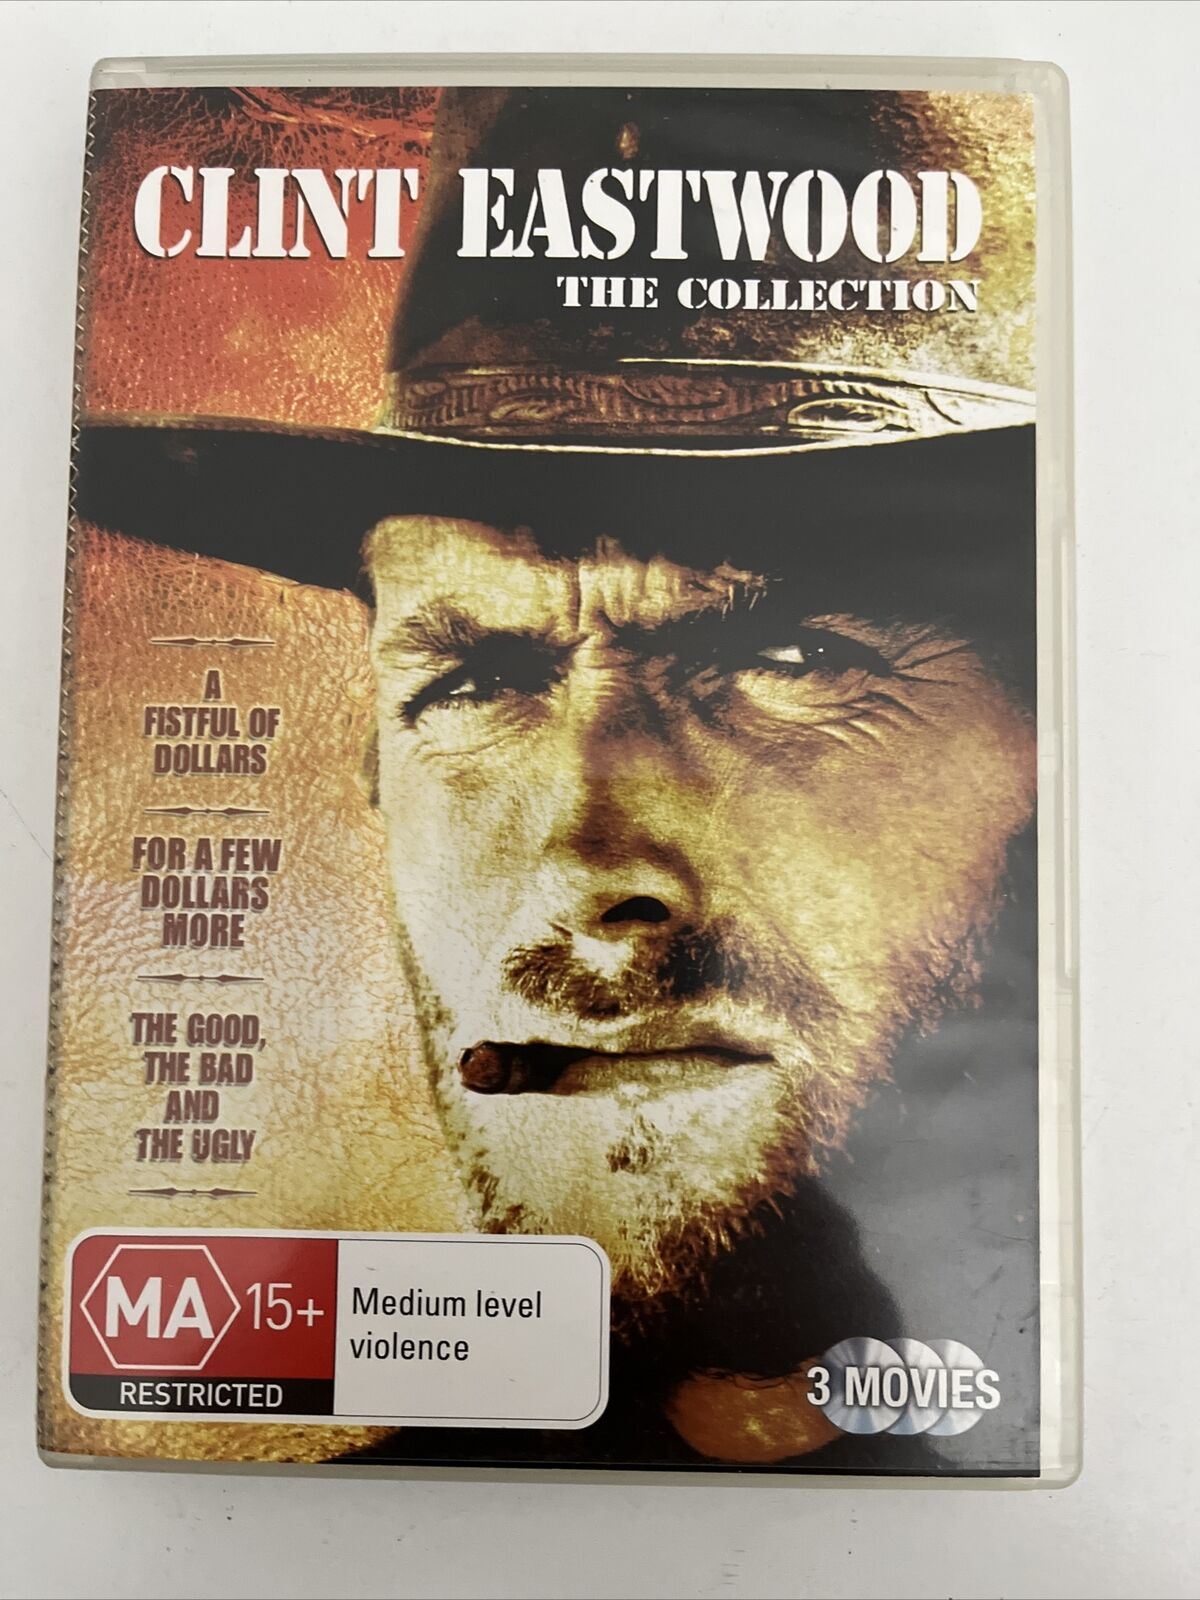 CLINT EASTWOOD
THE COLLECTION
A
FISTFUL OF
DOLLARS
FOR A FEW
DOLLARS
MORE
THE GOOD,
THE BAD
AND
THE UGLY
MA 15+
RESTRICTED
Medium level
violence
3 MOVIES